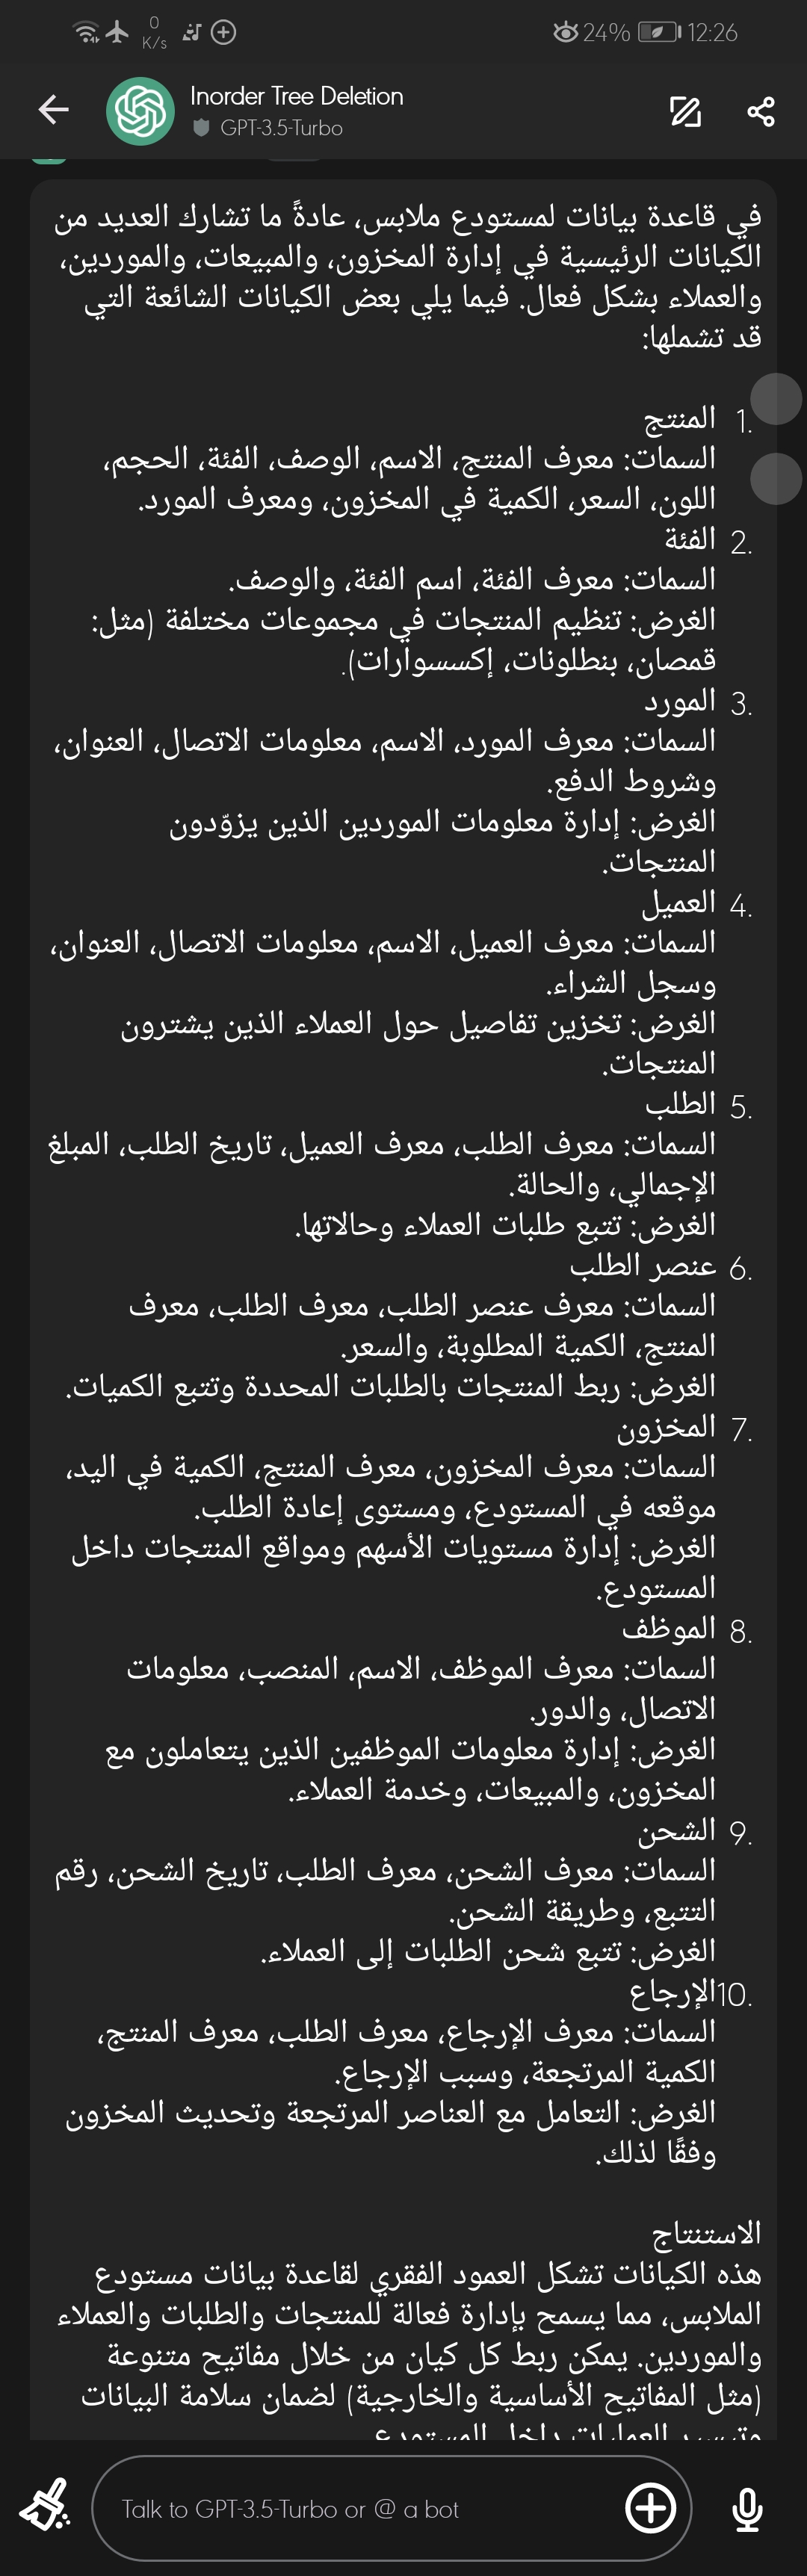 0
K/s
24%
12:26
Inorder Tree Deletion
GPT-3.5-Turbo
في قاعدة بيانات لمستودع ملابس، عادةً ما تشارك العديد من
الكيانات الرئيسية في إدارة المخزون، والمبيعات، والموردين،
والعملاء بشكل فعال. فيما يلي بعض الكيانات الشائعة التي
قد تشملها:
1. المنتج
السمات: معرف المنتج، الاسم، الوصف، الفئة، الحجم،
اللون، السعر، الكمية في المخزون، ومعرف المورد.
2. الفئة
السمات: معرف الفئة، اسم الفئة، والوصف.
الغرض: تنظيم المنتجات في مجموعات مختلفة (مثل:
قمصان، بنطلونات، إكسسوارات).
3. المورد
السمات: معرف المورد، الاسم، معلومات الاتصال، العنوان،
وشروط الدفع.
الغرض: إدارة معلومات الموردين الذين يزوّدون
المنتجات.
4. العميل
السمات: معرف العميل، الاسم، معلومات الاتصال، العنوان،
وسجل الشراء.
الغرض: تخزين تفاصيل حول العملاء الذين يشترون
المنتجات.
5. الطلب
السمات: معرف الطلب، معرف العميل، تاريخ الطلب، المبلغ
الإجمالي، والحالة.
الغرض: تتبع طلبات العملاء وحالاتها.
6. عنصر الطلب
السمات: معرف عنصر الطلب، معرف الطلب، معرف
المنتج، الكمية المطلوبة، والسعر.
الغرض: ربط المنتجات بالطلبات المحددة وتتبع الكميات.
7. المخزون
السمات: معرف المخزون، معرف المنتج، الكمية في اليد،
موقعه في المستودع، ومستوى إعادة الطلب.
الغرض: إدارة مستويات الأسهم ومواقع المنتجات داخل
المستودع.
8. الموظف
السمات: معرف الموظف، الاسم، المنصب، معلومات
الاتصال، والدور.
الغرض: إدارة معلومات الموظفين الذين يتعاملون مع
المخزون، والمبيعات، وخدمة العملاء.
9. الشحن
السمات: معرف الشحن، معرف الطلب، تاريخ الشحن، رقم
التتبع، وطريقة الشحن.
الغرض: تتبع شحن الطلبات إلى العملاء.
10. الإرجاع
السمات: معرف الإرجاع، معرف الطلب، معرف المنتج،
الكمية المرتجعة، وسبب الإرجاع.
الغرض: التعامل مع العناصر المرتجعة وتحديث المخزون
وفقًا لذلك.
الاستنتاج
هذه الكيانات تشكل العمود الفقري لقاعدة بيانات مستودع
الملابس، مما يسمح بإدارة فعالة للمنتجات والطلبات والعملاء
والموردين. يمكن ربط كل كيان من خلال مفاتيح متنوعة
(مثل المفاتيح الأساسية والخارجية) لضمان سلامة البيانات
وتيسير العمليات داخل المستودع
Talk to GPT-3.5-Turbo or @ a bot